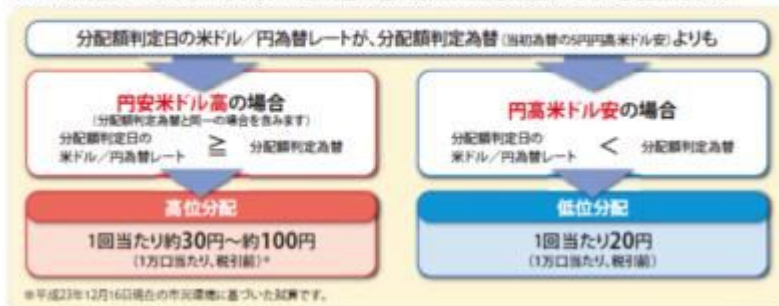 分配額判定日の米ドル/円為替レートが、分配額判定為替(当初為替の5円円高米ドル安)よりも
円安米ドル高の場合
(分配額判定為替と同一の場合を含みます)
分配額判定日の
米ドル/円為替レート ≧ 分配額判定為替
円高米ドル安の場合
分配額判定日の
米ドル/円為替レート < 分配額判定為替
高位分配
1回当たり約30円~約100円
(1万口当たり、税引前)*
低位分配
1回当たり20円
(1万口当たり、税引前)
※平成23年12月16日現在の市況環境に基づいた試算です。